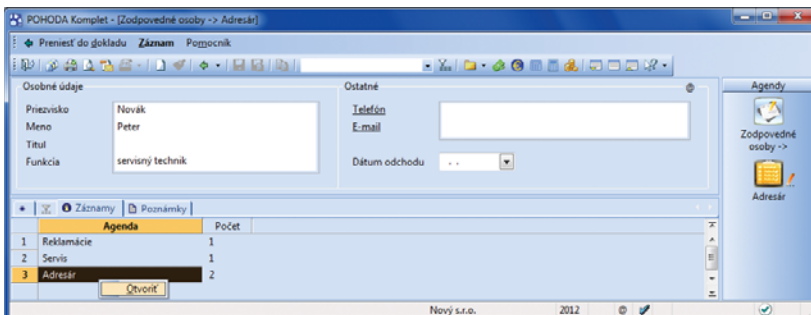 POHODA Komplet - [Zodpovedné osoby -> Adresár]
Preniesť do dokladu Záznam Pomocník
Osobné údaje
Priezvisko Novák
Meno Peter
Titul
Funkcia servisný technik
Ostatné @
Telefón
E-mail
Dátum odchodu . .
Agendy
Zodpovedné
osoby ->
Adresár
* Záznamy Poznámky
Agenda Počet
1 Reklamácie 1
2 Servis 1
3 Adresár 2
Otvoriť
Nový s.r.o. 2012 @